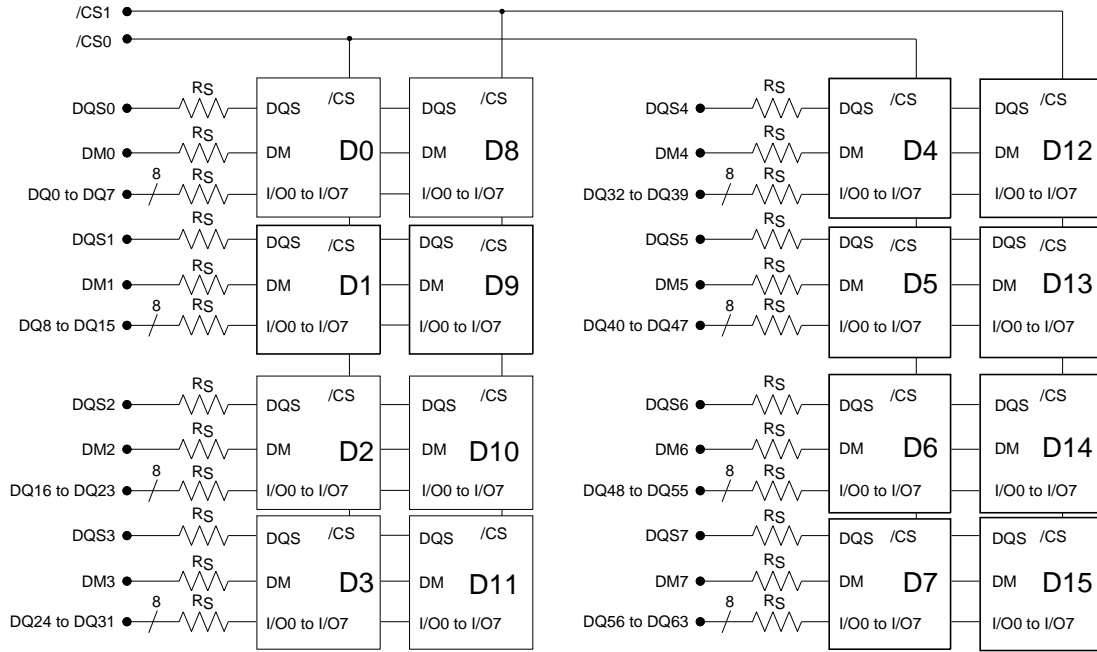 /CS1
/CS0
RS
DQS0 DQS /CS DQS /CS
RS
DM0 DM D0 DM D8
8 RS
DQ0 to DQ7 I/O0 to I/O7 I/O0 to I/O7
RS
DQS1 DQS /CS DQS /CS
RS
DM1 DM D1 DM D9
8 RS
DQ8 to DQ15 I/O0 to I/O7 I/O0 to I/O7
RS
DQS2 DQS /CS DQS /CS
RS
DM2 DM D2 DM D10
8 RS
DQ16 to DQ23 I/O0 to I/O7 I/O0 to I/O7
RS
DQS3 DQS /CS DQS /CS
RS
DM3 DM D3 DM D11
8 RS
DQ24 to DQ31 I/O0 to I/O7 I/O0 to I/O7
RS
DQS4 DQS /CS DQS /CS
RS
DM4 DM D4 DM D12
8 RS
DQ32 to DQ39 I/O0 to I/O7 I/O0 to I/O7
RS
DQS5 DQS /CS DQS /CS
RS
DM5 DM D5 DM D13
8 RS
DQ40 to DQ47 I/O0 to I/O7 I/O0 to I/O7
RS
DQS6 DQS /CS DQS /CS
RS
DM6 DM D6 DM D14
8 RS
DQ48 to DQ55 I/O0 to I/O7 I/O0 to I/O7
RS
DQS7 DQS /CS DQS /CS
RS
DM7 DM D7 DM D15
8 RS
DQ56 to DQ63 I/O0 to I/O7 I/O0 to I/O7